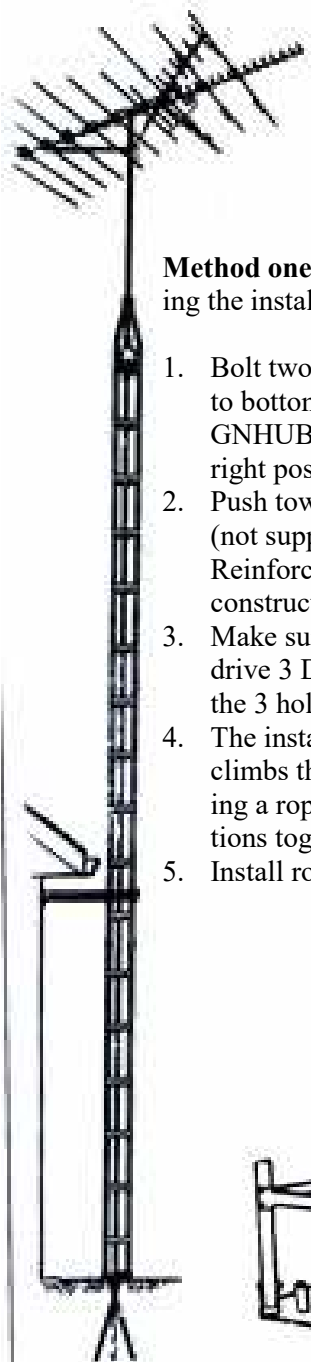 Method one
ing the instal
1. Bolt two
to bottom
GNHUB
right pos
2. Push tow
(not supp
Reinforc
construct
3. Make su
drive 3 D
the 3 hol
4. The insta
climbs th
ing a rop
tions tog
5. Install ro